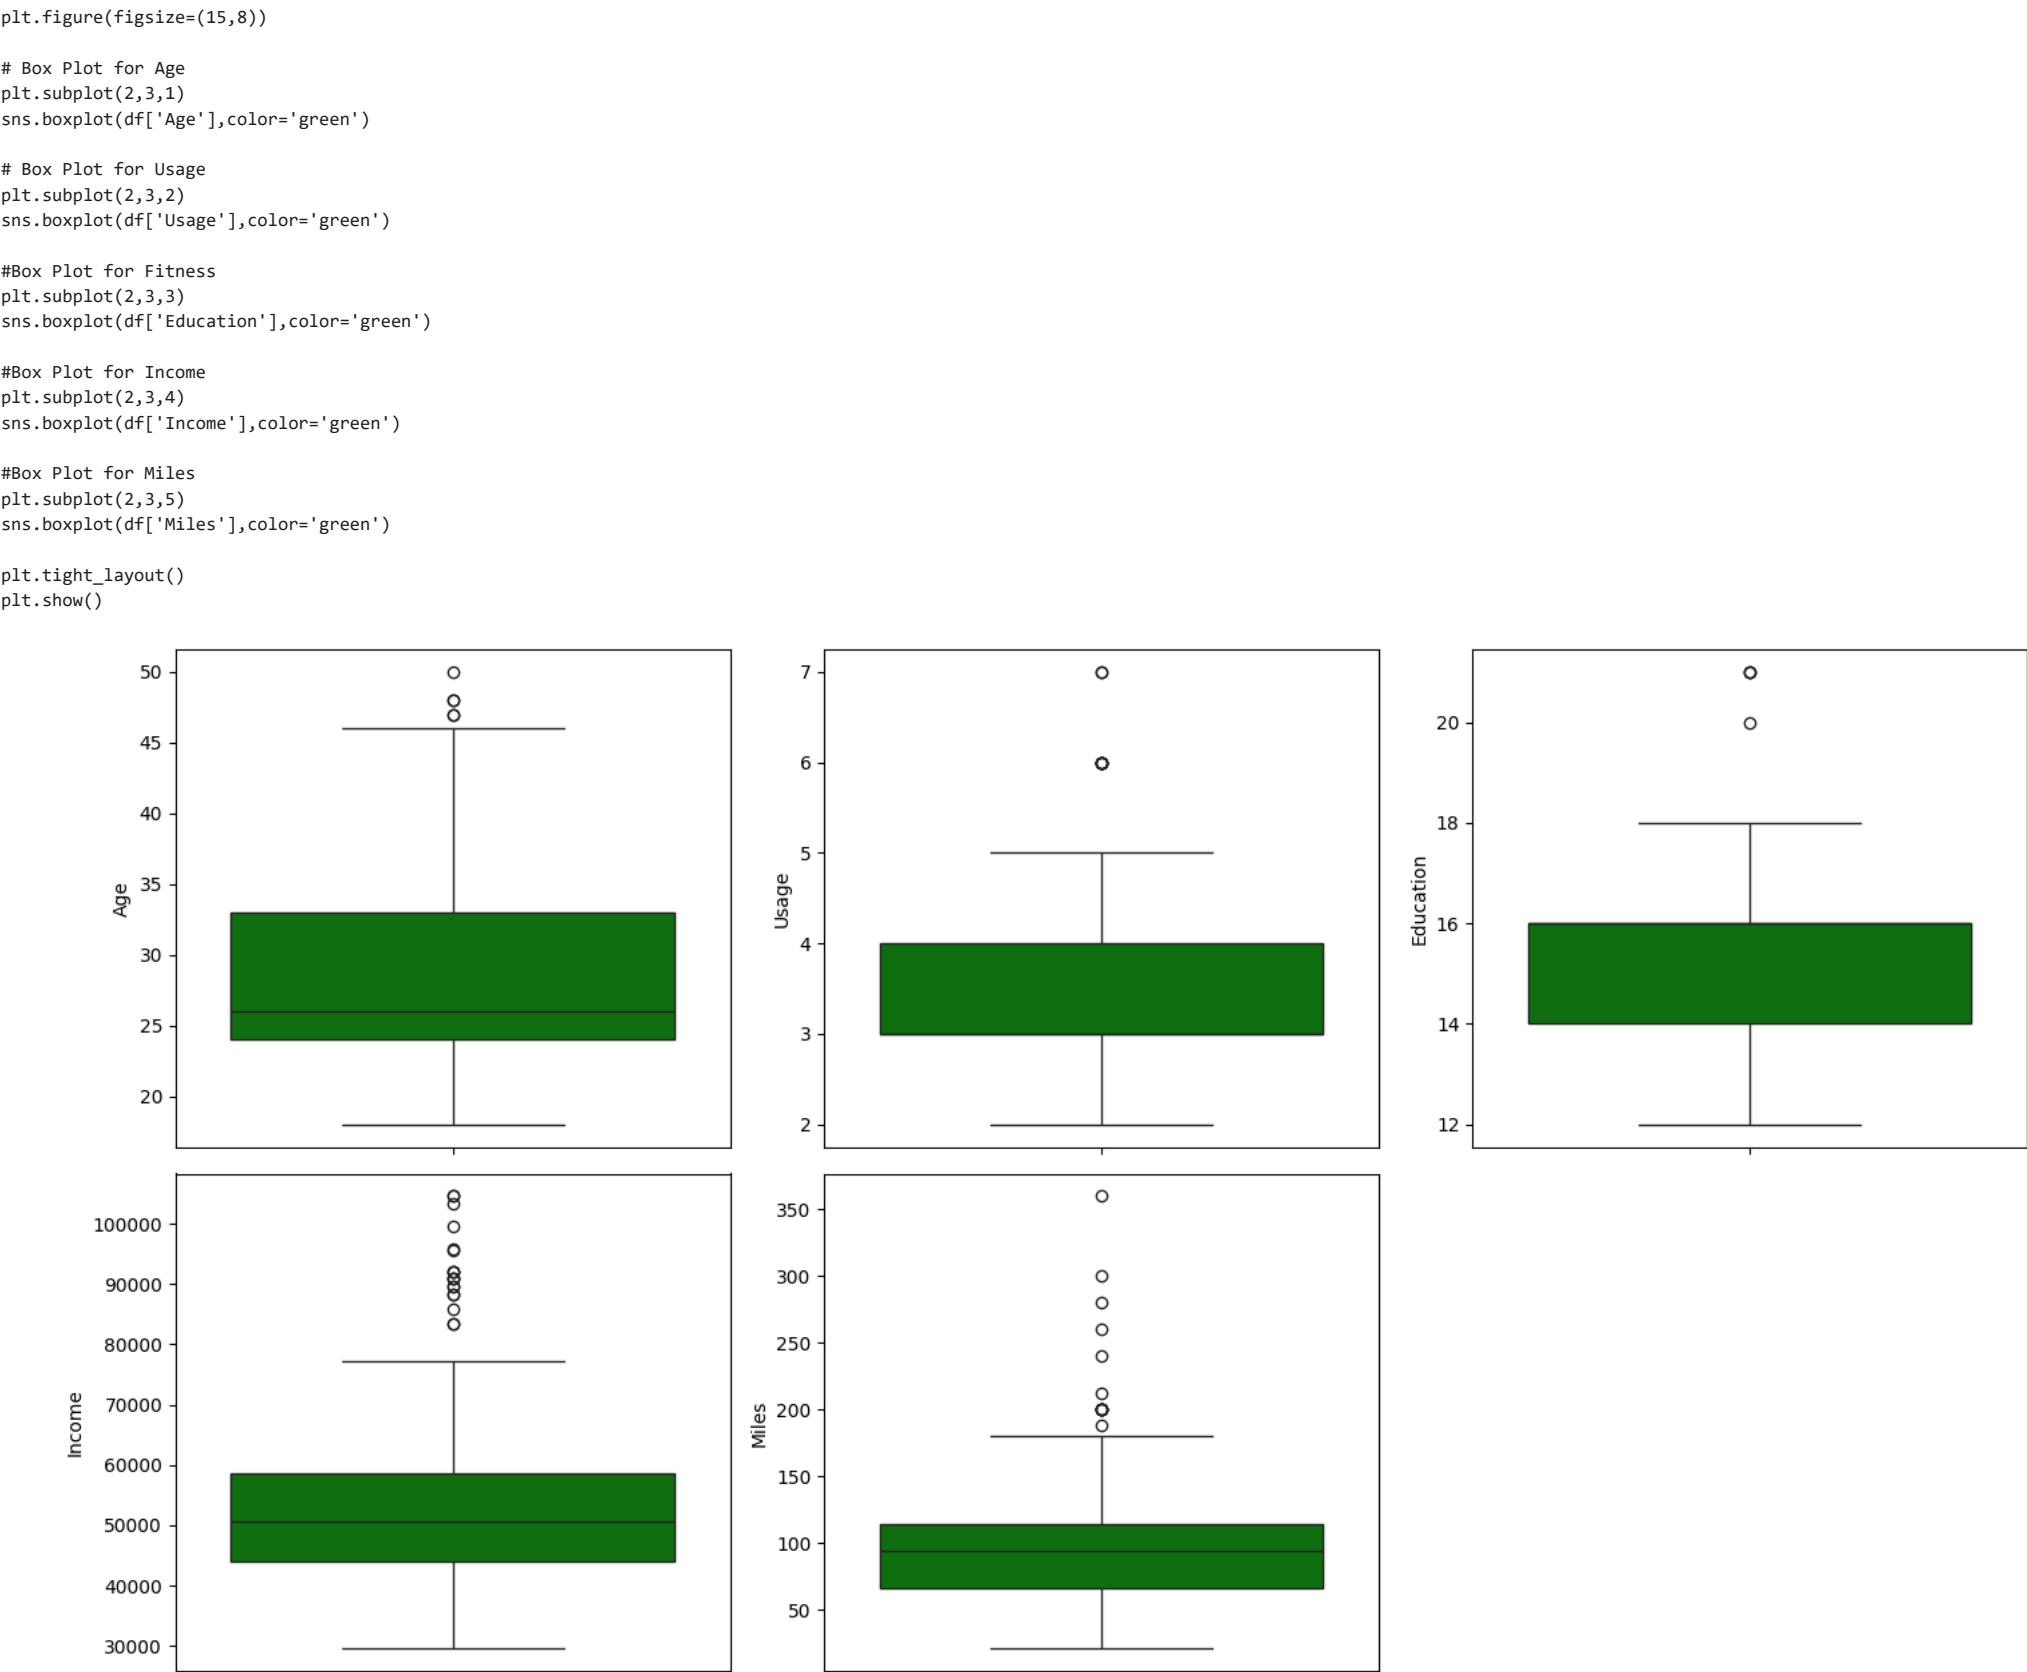 plt.figure(figsize=(15,8))
# Box Plot for Age
plt.subplot(2,3,1)
sns.boxplot(df['Age'],color='green')
# Box Plot for Usage
plt.subplot(2,3,2)
sns.boxplot(df['Usage'],color='green')
#Box Plot for Fitness
plt.subplot(2,3,3)
sns.boxplot(df['Education'],color='green')
#Box Plot for Income
plt.subplot(2,3,4)
sns.boxplot(df['Income'],color='green')
#Box Plot for Miles
plt.subplot(2,3,5)
sns.boxplot(df['Miles'],color='green')
plt.tight_layout()
plt.show()
50
45
40
35
30
25
20
Age
7
6
5
4
3
2
Usage
20
18
16
14
12
Education
100000
90000
80000
70000
60000
50000
40000
30000
Income
350
300
250
200
150
100
50
Miles